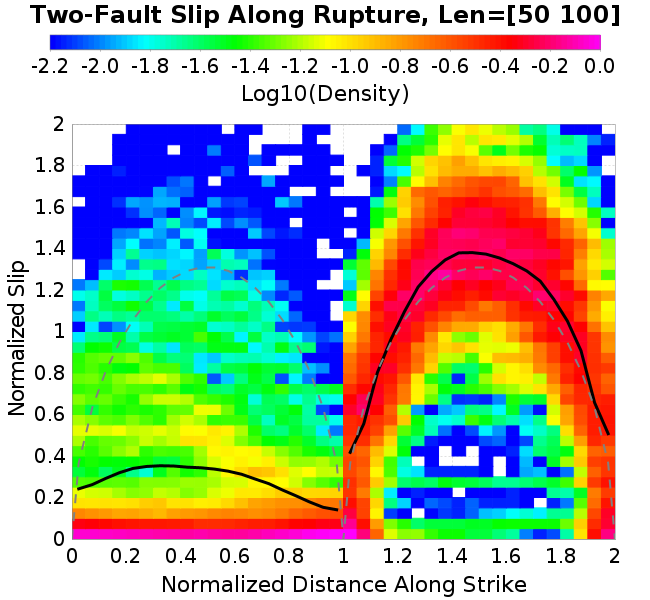 Two-Fault Slip Along Rupture, Len=[50 100]
-2.2 -2.0 -1.8 -1.6 -1.4 -1.2 -1.0 -0.8 -0.6 -0.4 -0.2 0.0
Log10(Density)
2
1.8
1.6
1.4
1.2
1
0.8
0.6
0.4
0.2
0
Normalized Slip
0 0.2 0.4 0.6 0.8 1 1.2 1.4 1.6 1.8 2
Normalized Distance Along Strike